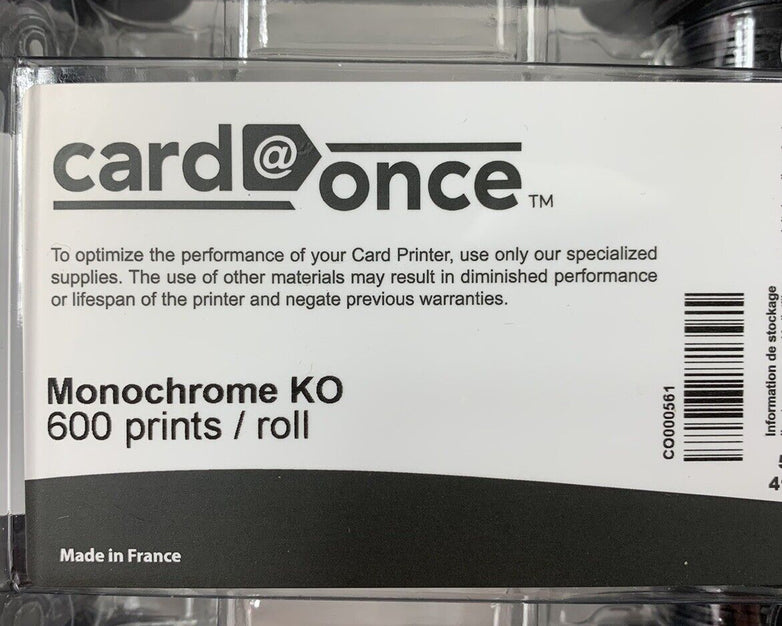 card@once™
To optimize the performance of your Card Printer, use only our specialized
supplies. The use of other materials may result in diminished performance
or lifespan of the printer and negate previous warranties.
Monochrome KO
600 prints / roll
CO000561
Information de stockage
Made in France